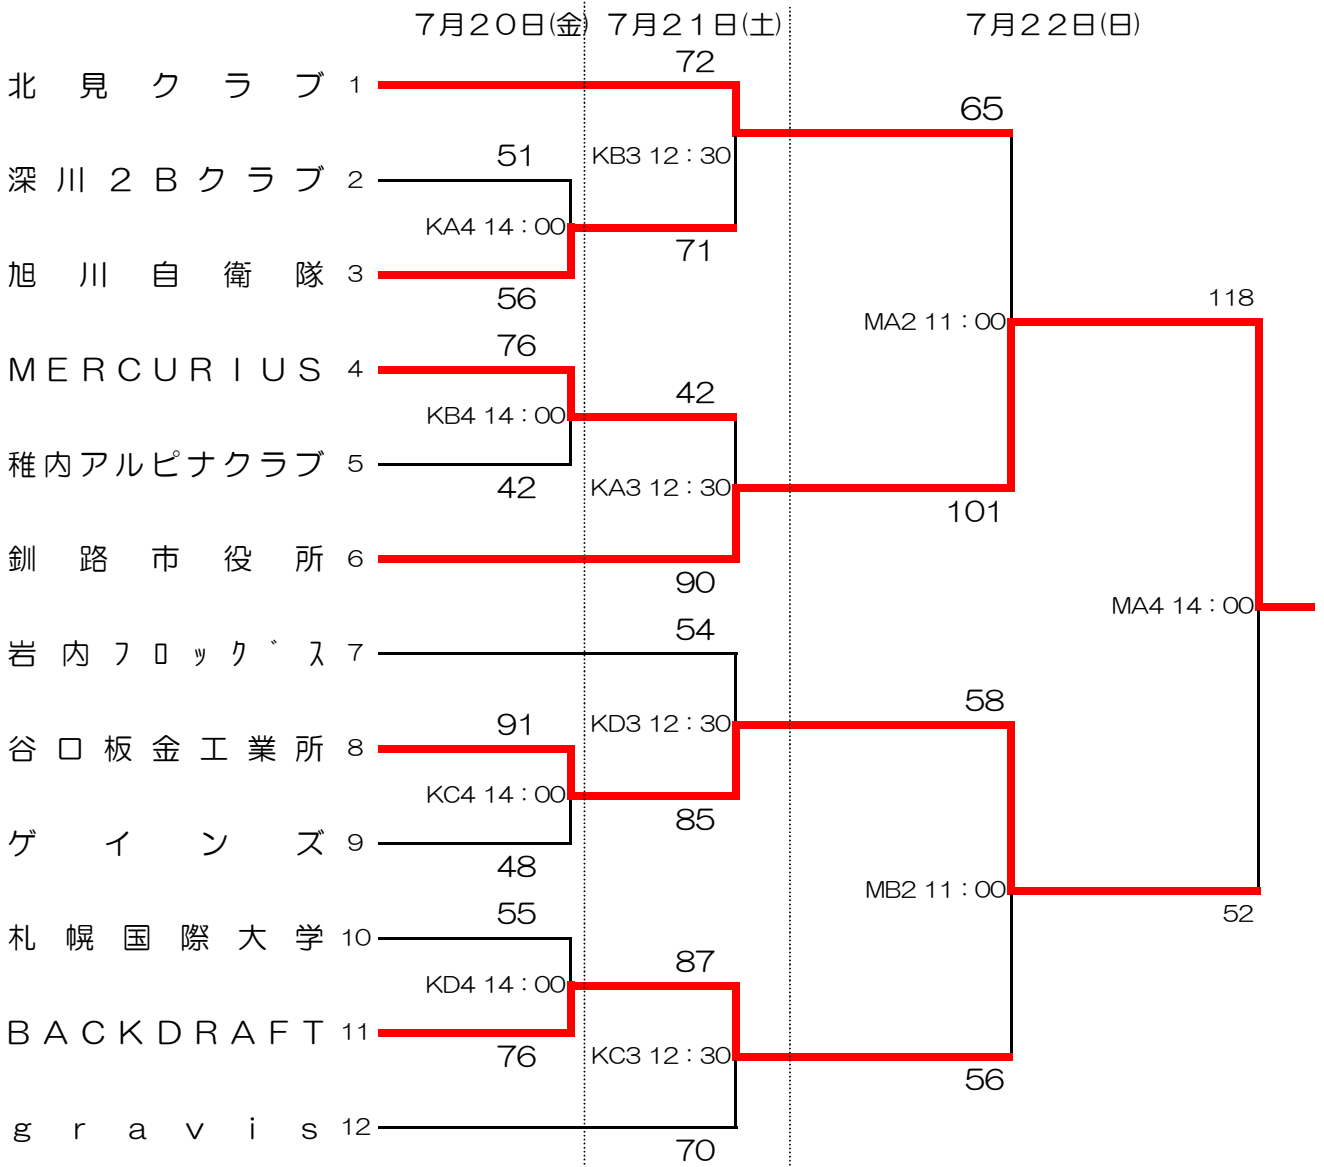 ７月２０日(金) ７月２１日(土) ７月２２日(日)
72
北見クラブ 1
65
51
KB3 12：30
深川２Ｂクラブ 2
KA4 14：00
71
旭川自衛隊 3
56
118
MA2 11：00
76
ＭＥＲＣＵＲＩＵＳ 4
42
KB4 14：00
稚内アルピナクラブ 5
42
KA3 12：30
101
釧路市役所 6
90
MA4 14：00
54
岩内ﾌﾛｯｸﾞｽ 7
58
91
KD3 12：30
谷口板金工業所 8
KC4 14：00
85
ゲインズ 9
48
MB2 11：00
55
52
札幌国際大学 10
87
KD4 14：00
ＢＡＣＫＤＲＡＦＴ 11
76
KC3 12：30
56
ｇｒａｖｉｓ 12
70